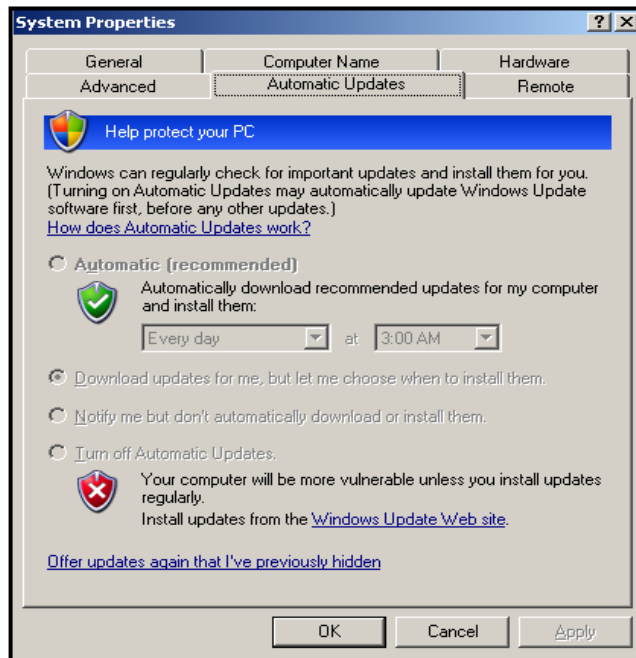 System Properties
General Computer Name Hardware
Advanced Automatic Updates Remote
Help protect your PC
Windows can regularly check for important updates and install them for you.
(Turning on Automatic Updates may automatically update Windows Update
software first, before any other updates.)
How does Automatic Updates work?
Automatic (recommended)
Automatically download recommended updates for my computer
and install them:
Every day at 3:00 AM
Download updates for me, but let me choose when to install them.
Notify me but don't automatically download or install them.
Turn off Automatic Updates.
Your computer will be more vulnerable unless you install updates
regularly.
Install updates from the Windows Update Web site.
Offer updates again that I've previously hidden
OK Cancel Apply